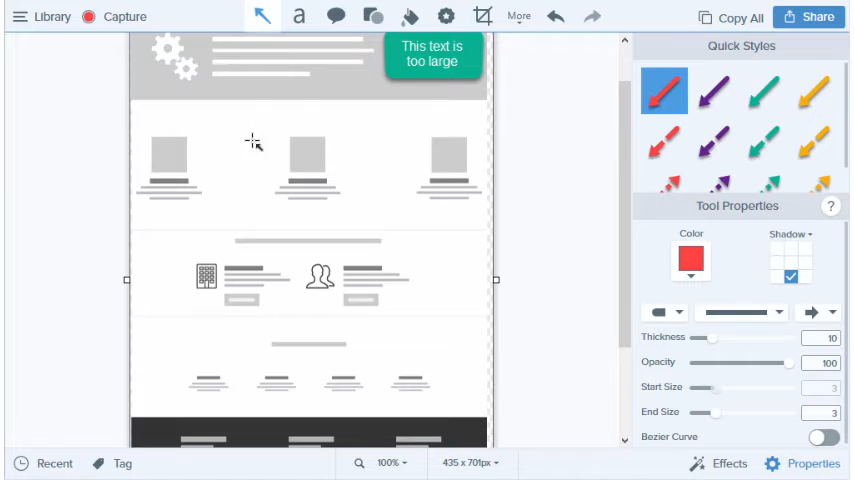 Library Capture More Copy All Share
This text is
too large
Quick Styles
Tool Properties ?
Color Shadow
Thickness 10
Opacity 100
Start Size 3
End Size 3
Bezier Curve
Recent Tag 100% 435 x 701px Effects Properties